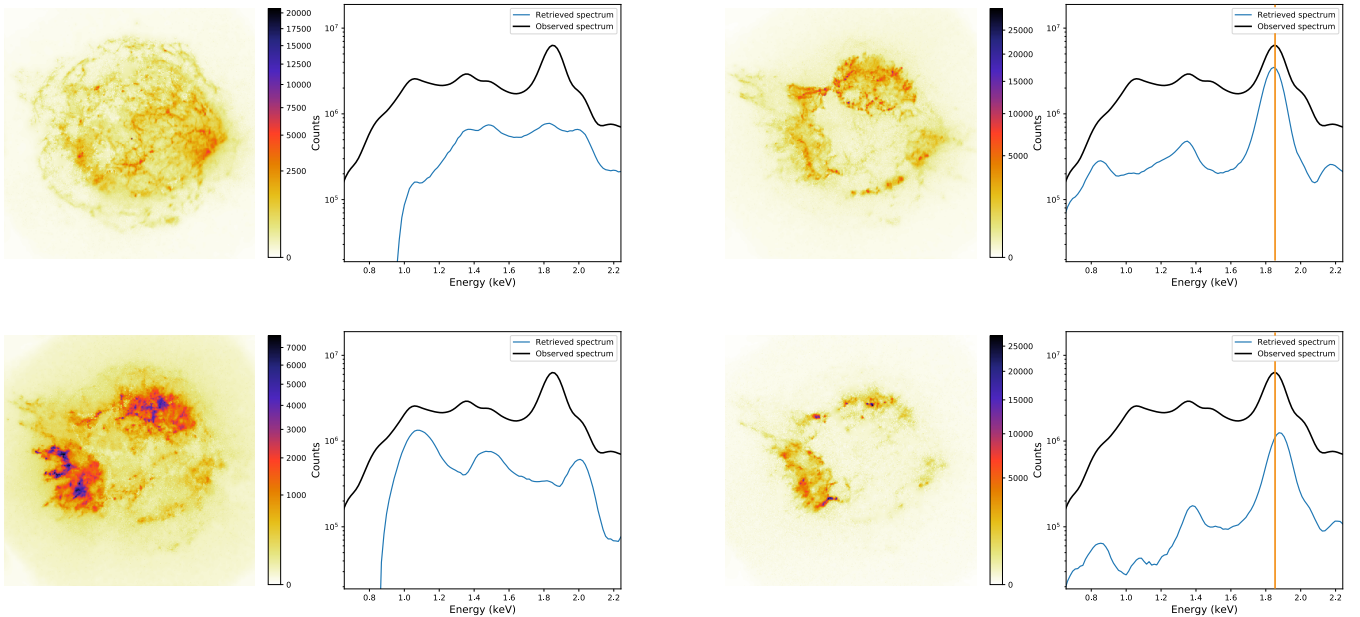 20000
17500
15000
12500
10000
7500
5000
2500
0
Counts
10⁷
10⁶
10⁵
Retrieved spectrum
Observed spectrum
0.8 1.0 1.2 1.4 1.6 1.8 2.0 2.2
Energy (keV)
25000
20000
15000
10000
5000
0
Counts
10⁷
10⁶
10⁵
Retrieved spectrum
Observed spectrum
0.8 1.0 1.2 1.4 1.6 1.8 2.0 2.2
Energy (keV)
7000
6000
5000
4000
3000
2000
1000
0
Counts
10⁷
10⁶
10⁵
Retrieved spectrum
Observed spectrum
0.8 1.0 1.2 1.4 1.6 1.8 2.0 2.2
Energy (keV)
25000
20000
15000
10000
5000
0
Counts
10⁷
10⁶
10⁵
Retrieved spectrum
Observed spectrum
0.8 1.0 1.2 1.4 1.6 1.8 2.0 2.2
Energy (keV)